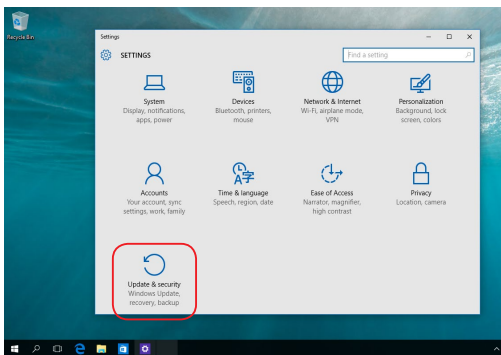 Recycle Bin
Settings
SETTINGS
Find a setting
System
Display, notifications,
apps, power
Devices
Bluetooth, printers,
mouse
Network & Internet
Wi-Fi, airplane mode,
VPN
Personalization
Background, lock
screen, colors
Accounts
Your account, sync
settings, work, family
Time & language
Speech, region, date
Ease of Access
Narrator, magnifier,
high contrast
Privacy
Location, camera
Update & security
Windows Update,
recovery, backup